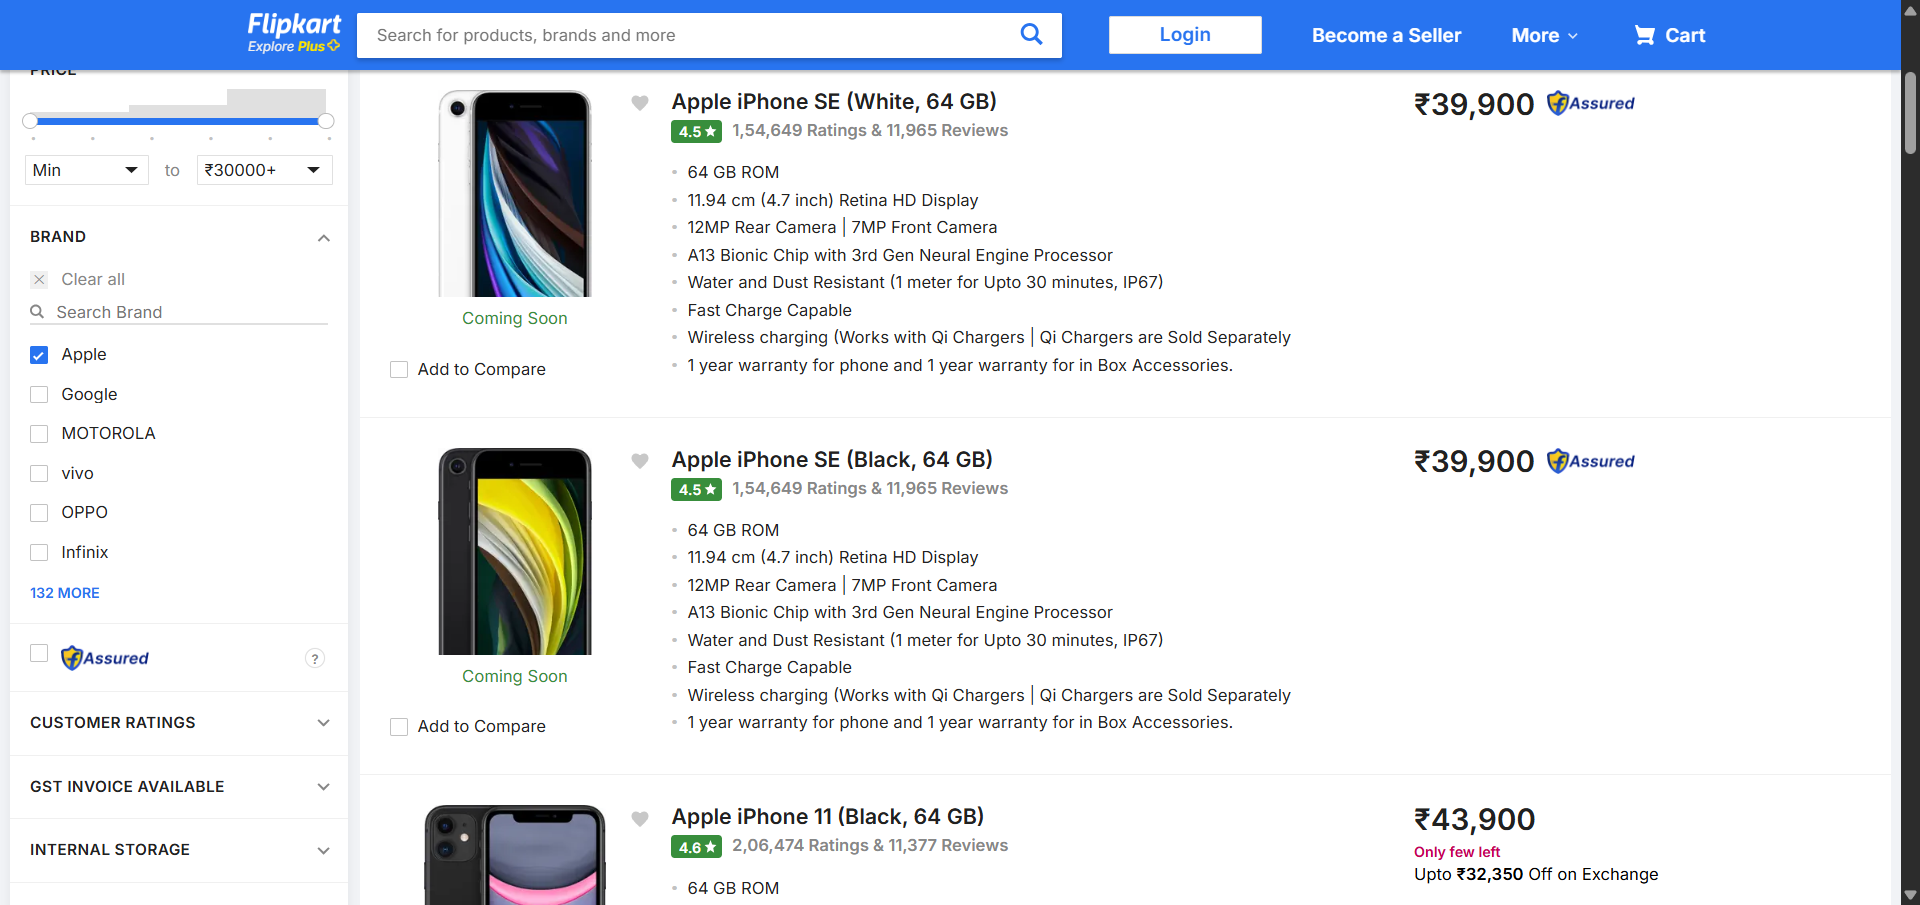 Flipkart
Explore Plus
Search for products, brands and more
Login
Become a Seller
More
Cart
PRICE
Min
to
₹30000+
BRAND
Clear all
Search Brand
Apple
Google
MOTOROLA
vivo
OPPO
Infinix
132 MORE
Assured
?
CUSTOMER RATINGS
GST INVOICE AVAILABLE
INTERNAL STORAGE
Coming Soon
Add to Compare
Apple iPhone SE (White, 64 GB)
4.5★ 1,54,649 Ratings & 11,965 Reviews
64 GB ROM
11.94 cm (4.7 inch) Retina HD Display
12MP Rear Camera | 7MP Front Camera
A13 Bionic Chip with 3rd Gen Neural Engine Processor
Water and Dust Resistant (1 meter for Upto 30 minutes, IP67)
Fast Charge Capable
Wireless charging (Works with Qi Chargers | Qi Chargers are Sold Separately
1 year warranty for phone and 1 year warranty for in Box Accessories.
₹39,900 Assured
Coming Soon
Add to Compare
Apple iPhone SE (Black, 64 GB)
4.5★ 1,54,649 Ratings & 11,965 Reviews
64 GB ROM
11.94 cm (4.7 inch) Retina HD Display
12MP Rear Camera | 7MP Front Camera
A13 Bionic Chip with 3rd Gen Neural Engine Processor
Water and Dust Resistant (1 meter for Upto 30 minutes, IP67)
Fast Charge Capable
Wireless charging (Works with Qi Chargers | Qi Chargers are Sold Separately
1 year warranty for phone and 1 year warranty for in Box Accessories.
₹39,900 Assured
Apple iPhone 11 (Black, 64 GB)
4.6★ 2,06,474 Ratings & 11,377 Reviews
64 GB ROM
₹43,900
Only few left
Upto ₹32,350 Off on Exchange